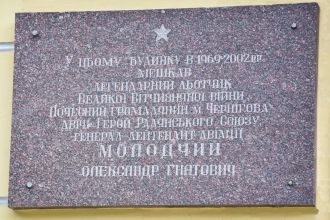 У ЦЬОМУ БУДИНКУ В 1969-2002 рр.
МЕШКАВ
ЛЕГЕНДАРНИЙ ЛЬОТЧИК
ВЕЛИКОЇ ВІТЧИЗНЯНОЇ ВІЙНИ,
ПОЧЕСНИЙ ГРОМАДЯНИН М. ЧЕРНІГОВА
ДВІЧІ ГЕРОЙ РАДЯНСЬКОГО СОЮЗУ,
ГЕНЕРАЛ-ЛЕЙТЕНАНТ АВІАЦІЇ
МОЛОДЧИЙ
ОЛЕКСАНДР ГНАТОВИЧ